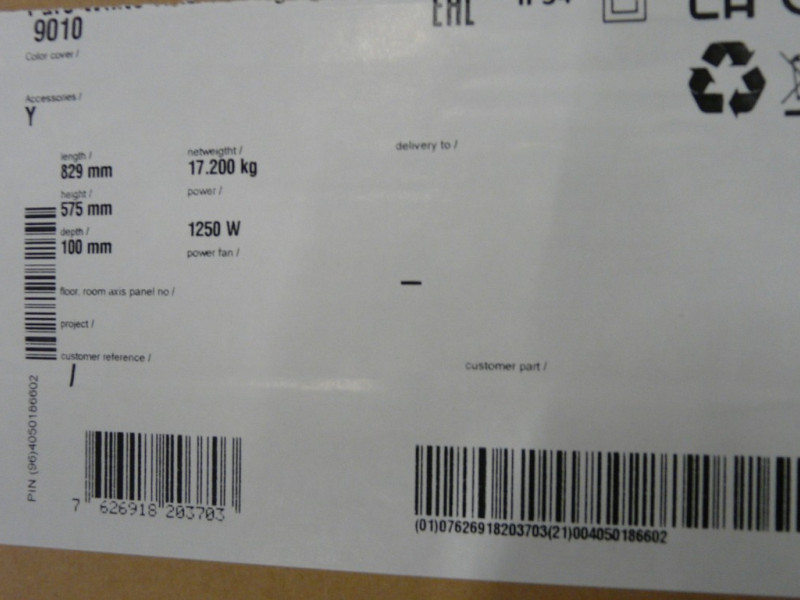 9010
Color cover /
Accessories /
Y
length /
829 mm
height /
575 mm
depth /
100 mm
netweigtht /
17.200 kg
power /
1250 W
power fan /
delivery to /
–
floor. room axis panel no /
project /
customer reference /
/
customer part /
PIN (96)4050186602
7 626918 203703
(01)07626918203703(21)004050186602
EAC